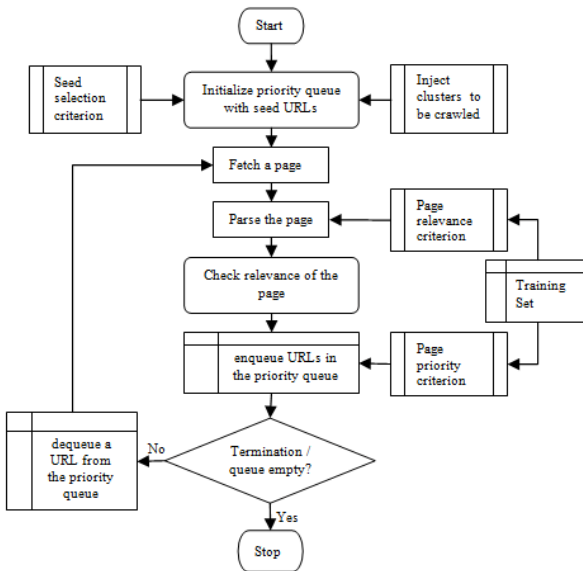 Start
Seed
selection
criterion
Initialize priority queue
with seed URLs
Inject
clusters to
be crawled
Fetch a page
Parse the page
Page
relevance
criterion
Check relevance of the
page
Training
Set
enqueue URLs in
the priority queue
Page
priority
criterion
dequeue a
URL from
the priority
queue
No
Termination /
queue empty?
Yes
Stop